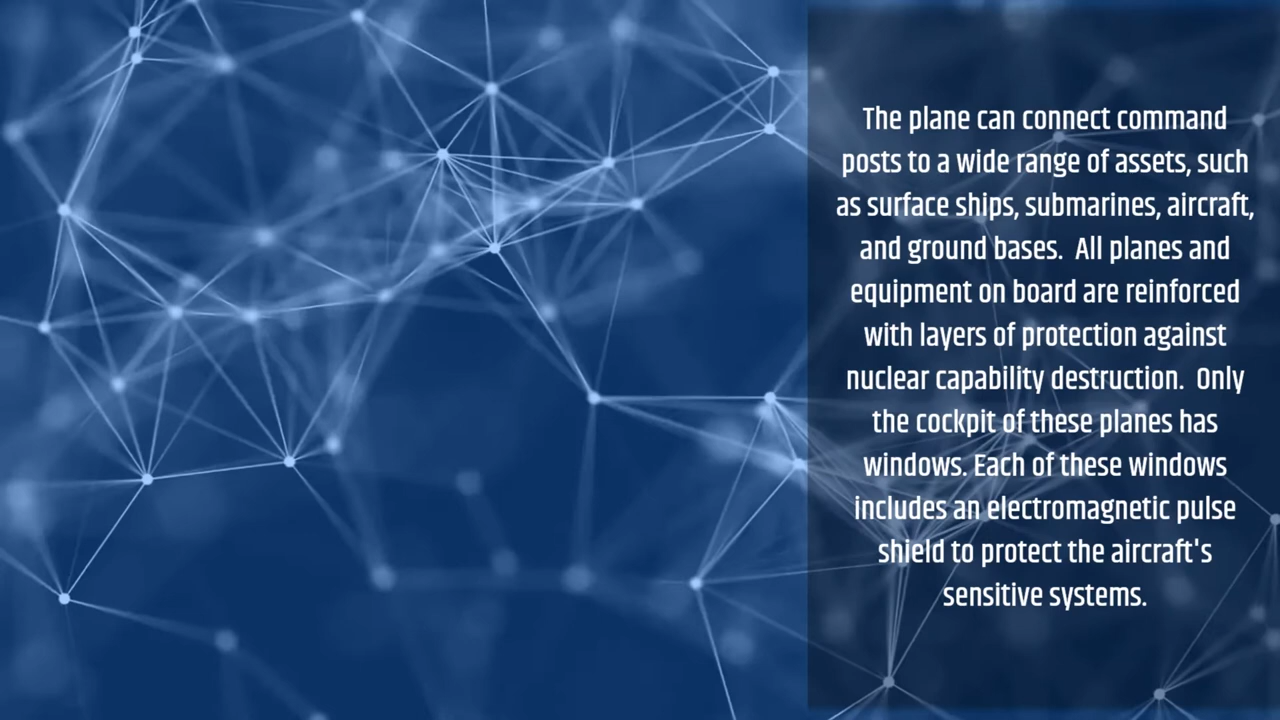 The plane can connect command
posts to a wide range of assets, such
as surface ships, submarines, aircraft,
and ground bases.  All planes and
equipment on board are reinforced
with layers of protection against
nuclear capability destruction.  Only
the cockpit of these planes has
windows. Each of these windows
includes an electromagnetic pulse
shield to protect the aircraft's
sensitive systems.